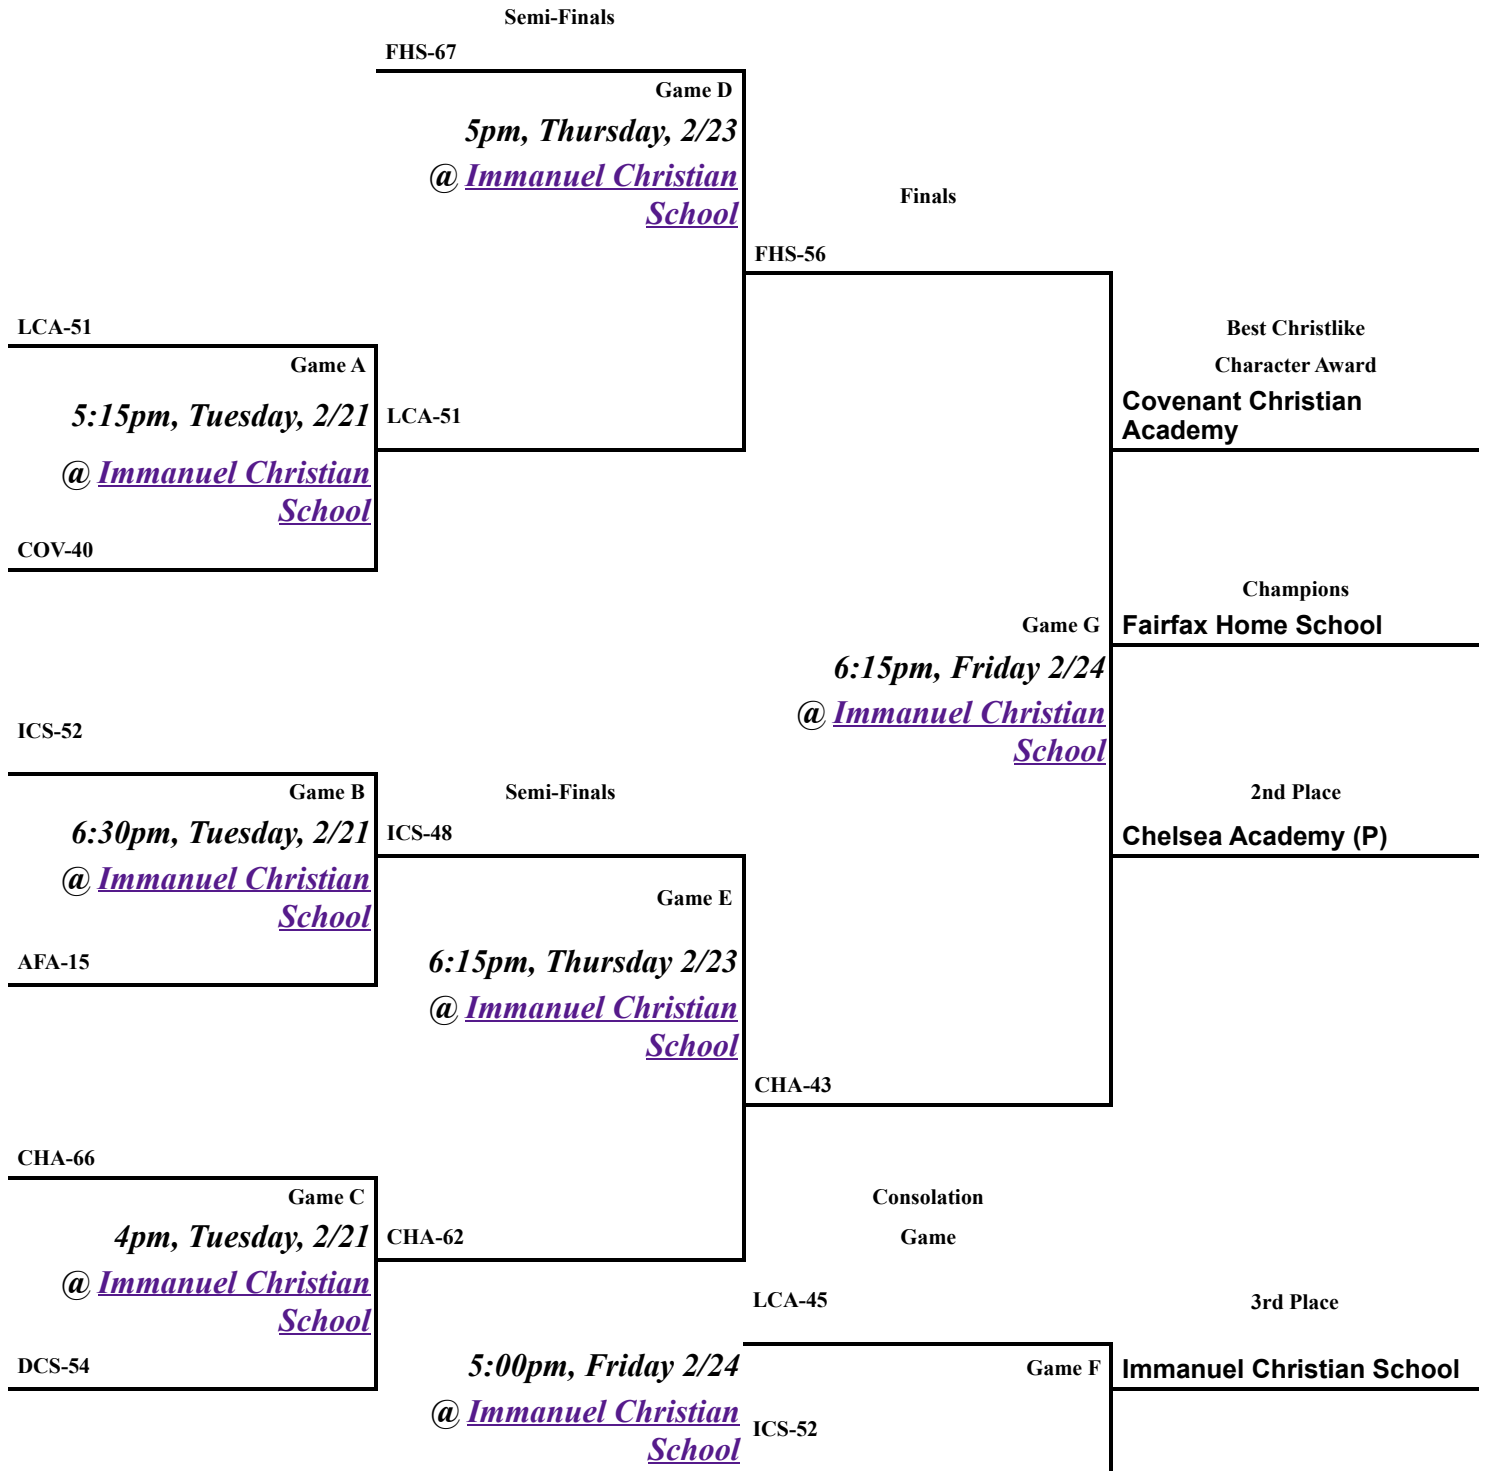 Semi-Finals
FHS-67
Game D
5pm, Thursday, 2/23
@ Immanuel Christian
School
Finals
FHS-56
LCA-51
Game A
5:15pm, Tuesday, 2/21
@ Immanuel Christian
School
COV-40
LCA-51
Best Christlike
Character Award
Covenant Christian
Academy
Champions
Fairfax Home School
Game G
6:15pm, Friday 2/24
@ Immanuel Christian
School
ICS-52
Game B
6:30pm, Tuesday, 2/21
@ Immanuel Christian
School
AFA-15
Semi-Finals
ICS-48
Game E
6:15pm, Thursday 2/23
@ Immanuel Christian
School
2nd Place
Chelsea Academy (P)
CHA-43
CHA-66
Game C
4pm, Tuesday, 2/21
@ Immanuel Christian
School
DCS-54
CHA-62
Consolation
Game
LCA-45
3rd Place
5:00pm, Friday 2/24
@ Immanuel Christian
School
Game F
Immanuel Christian School
ICS-52